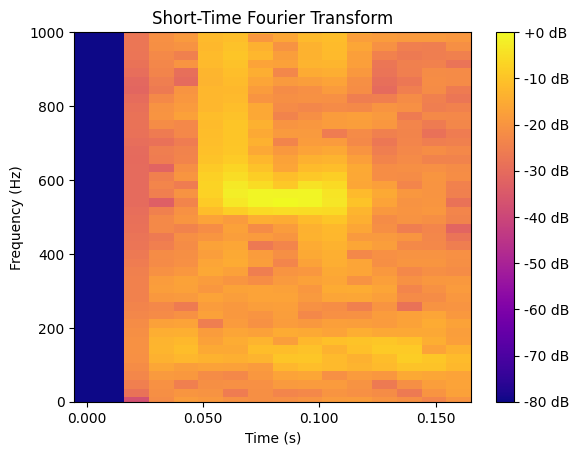 Short-Time Fourier Transform
1000
800
600
400
200
0
Frequency (Hz)
0.000
0.050
0.100
0.150
Time (s)
+0 dB
-10 dB
-20 dB
-30 dB
-40 dB
-50 dB
-60 dB
-70 dB
-80 dB